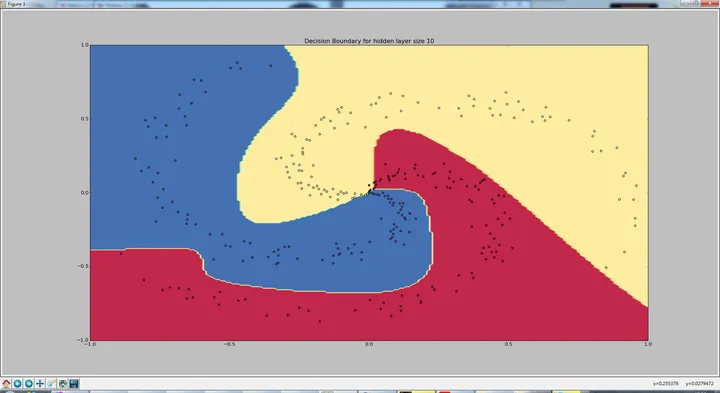 Figure 1
Decision Boundary for hidden layer size 10
1.0
0.5
0.0
−0.5
−1.0
−1.0 −0.5 0.0 0.5 1.0
x=0.255376 y=0.0279472